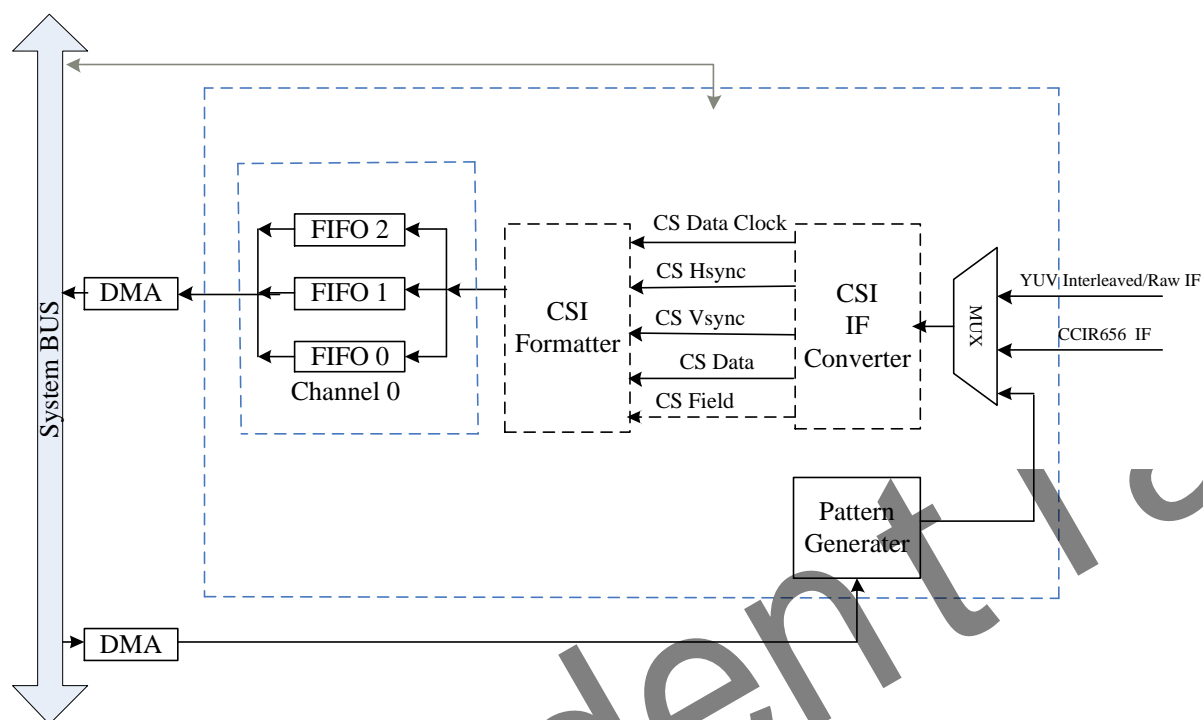 CS Data Clock
FIFO 2
CS Hsync
YUV Interleaved/Raw IF
DMA
FIFO 1
CSI
Formatter
CSI
IF
Converter
MUX
CS Vsync
CCIR656 IF
FIFO 0
CS Data
Channel 0
CS Field
System BUS
Pattern
Generater
DMA